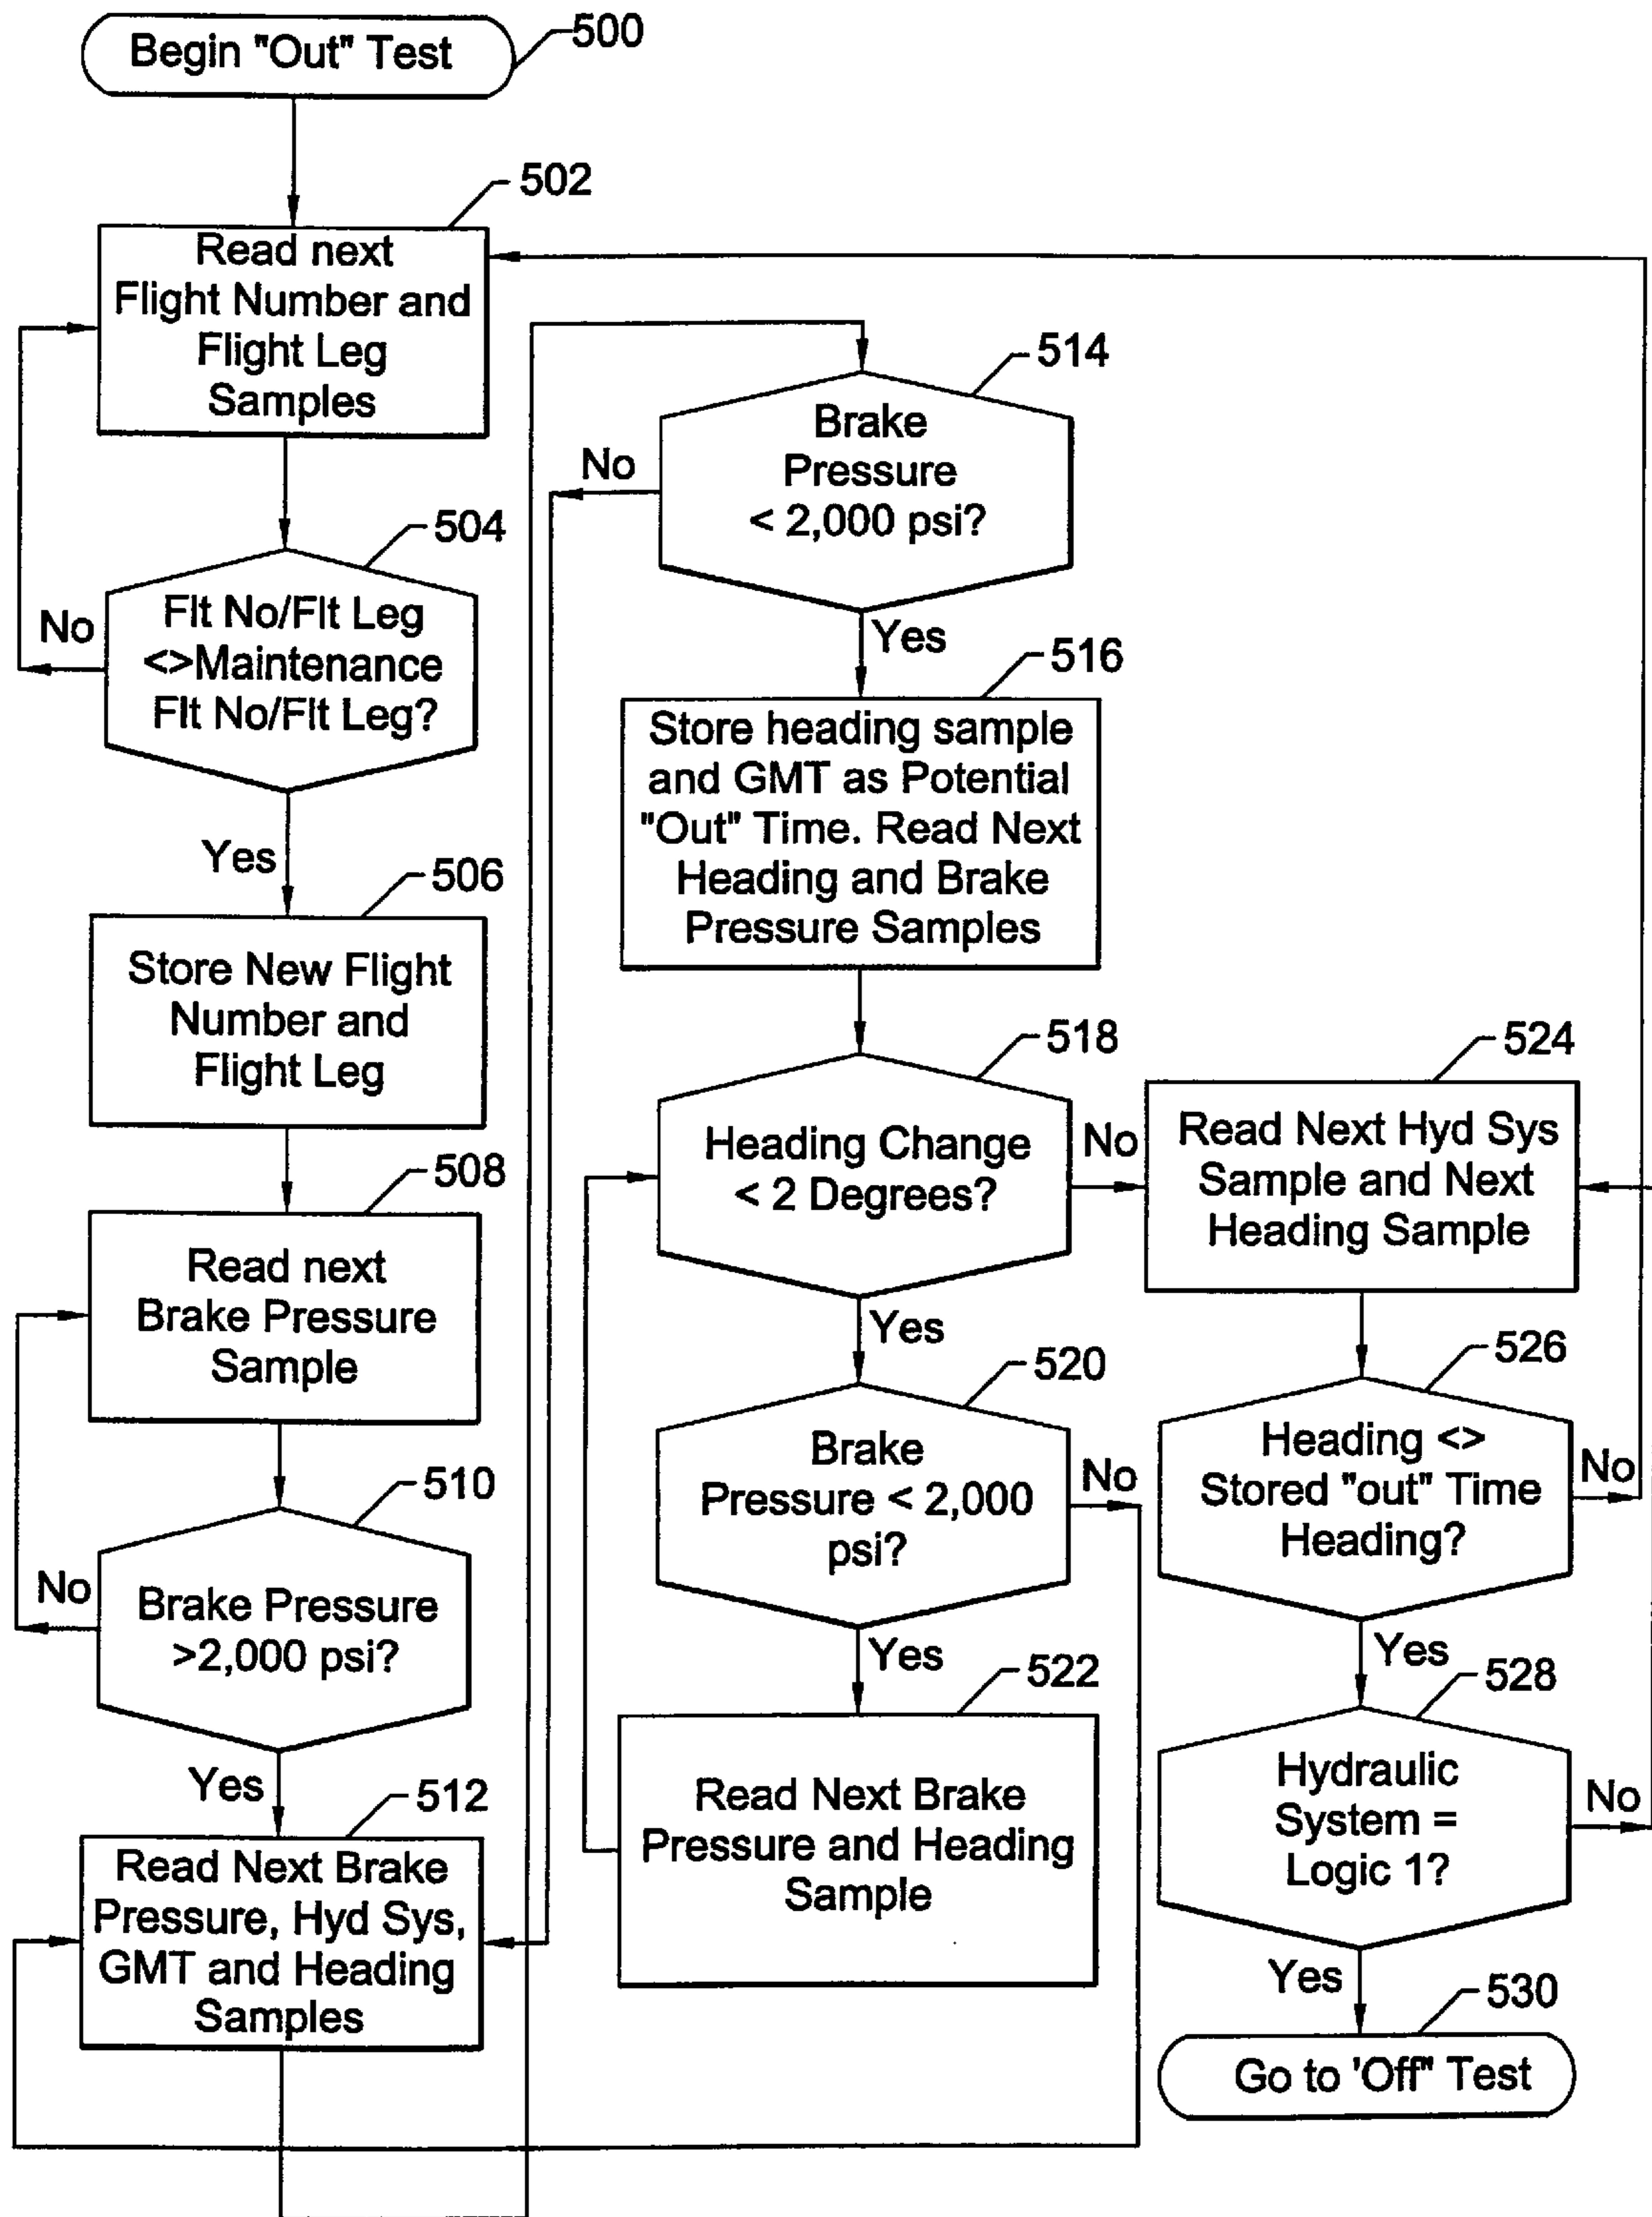 Begin "Out" Test
500
502
Read next
Flight Number and
Flight Leg
Samples
504
Flt No/Flt Leg
<>Maintenance
Flt No/Flt Leg?
No
Yes
506
Store New Flight
Number and
Flight Leg
508
Read next
Brake Pressure
Sample
510
Brake Pressure
>2,000 psi?
No
Yes
512
Read Next Brake
Pressure, Hyd Sys,
GMT and Heading
Samples
514
Brake
Pressure
< 2,000 psi?
No
Yes
516
Store heading sample
and GMT as Potential
"Out" Time. Read Next
Heading and Brake
Pressure Samples
518
Heading Change
< 2 Degrees?
No
Yes
520
Brake
Pressure < 2,000
psi?
No
Yes
522
Read Next Brake
Pressure and Heading
Sample
524
Read Next Hyd Sys
Sample and Next
Heading Sample
526
Heading <>
Stored "out" Time
Heading?
No
Yes
528
Hydraulic
System =
Logic 1?
No
Yes
530
Go to 'Off" Test